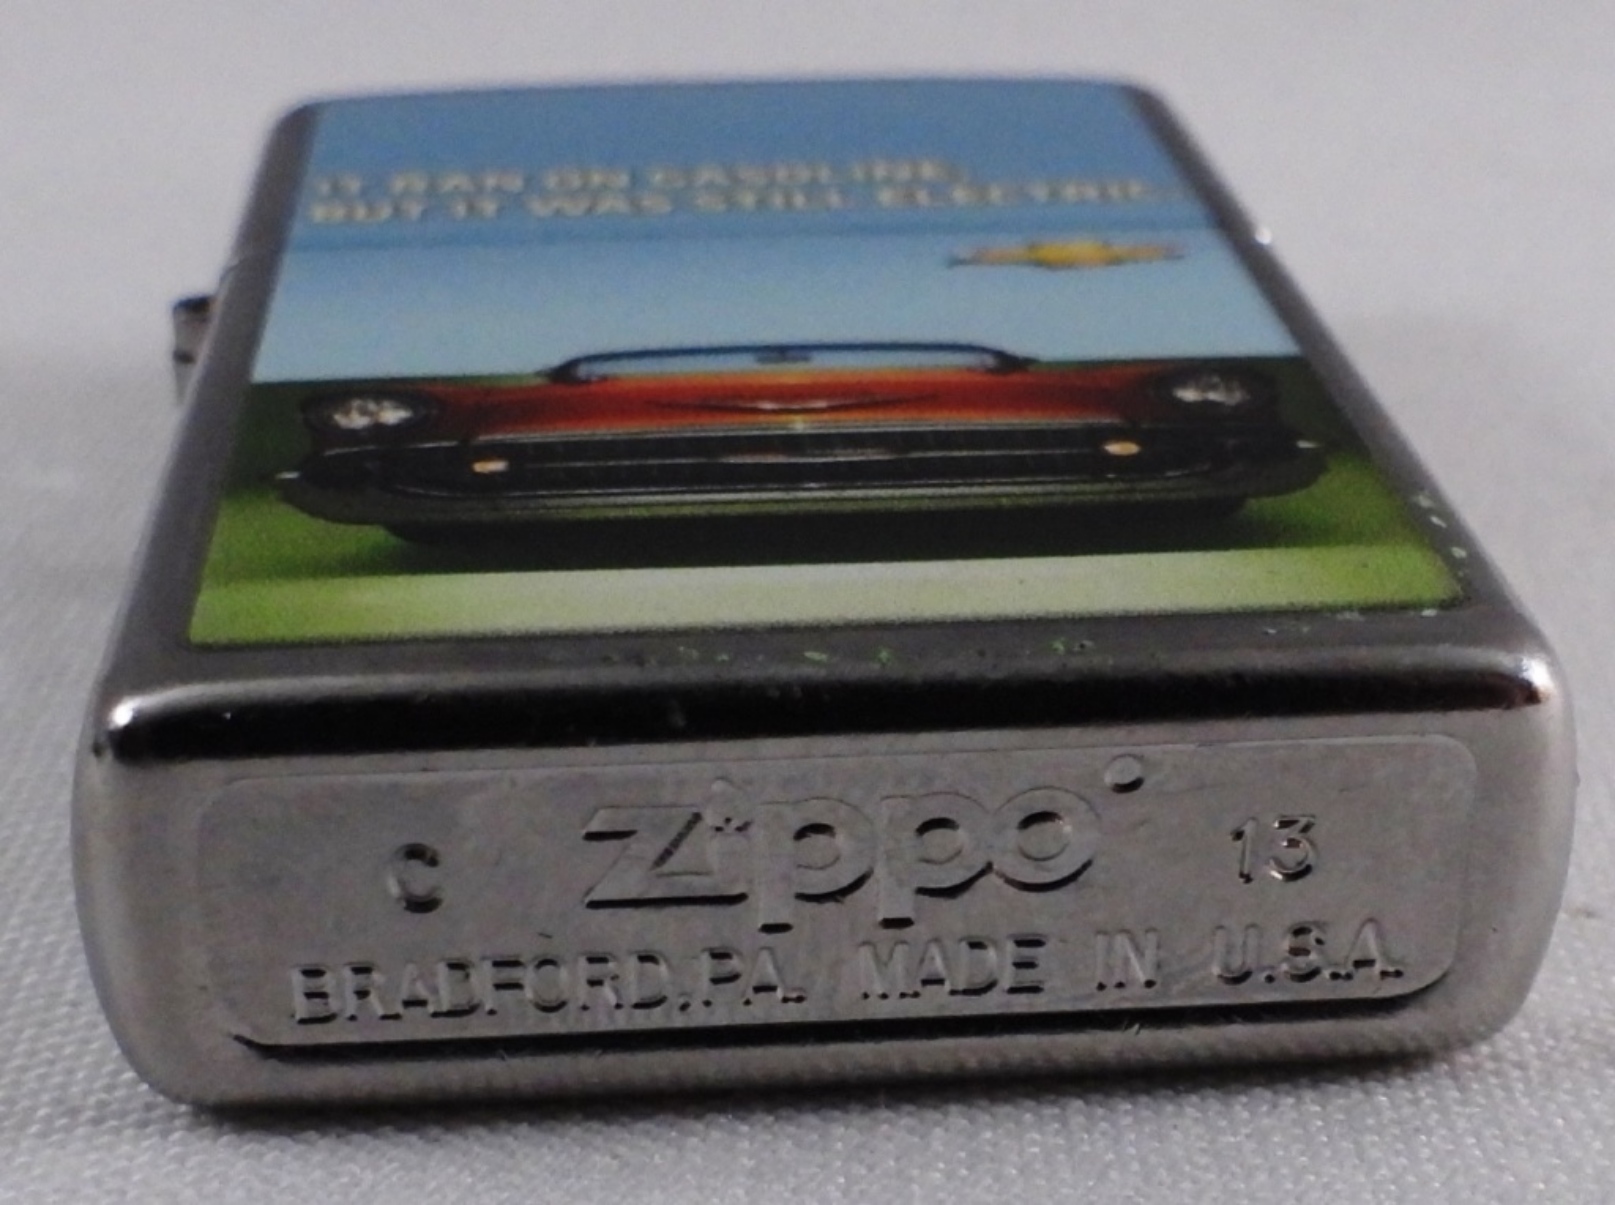 IT RAN ON GASOLINE,
BUT IT WAS STILL ELECTRIC.
C Zippo 13
BRADFORD, PA. MADE IN U.S.A.